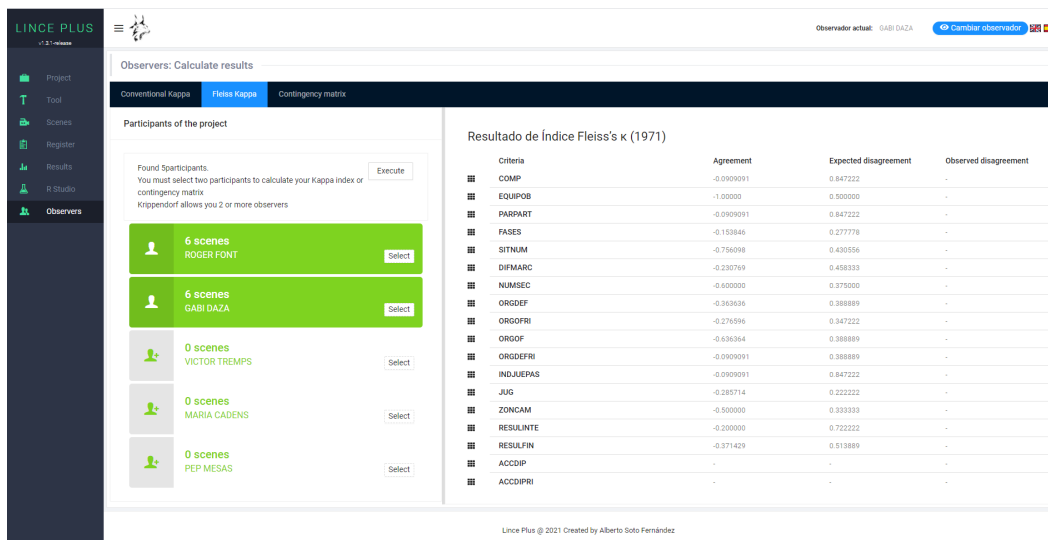 LINCE PLUS
v1.3.1-release
Observador actual: GABI DAZA
Cambiar observador
Project
Tool
Scenes
Register
Results
R Studio
Observers
Observers: Calculate results
Conventional Kappa Fleiss Kappa Contingency matrix
Participants of the project
Found 5participants.
You must select two participants to calculate your Kappa index or
contingency matrix
Krippendorf allows you 2 or more observers
Execute
6 scenes
ROGER FONT
Select
6 scenes
GABI DAZA
Select
0 scenes
VICTOR TREMPS
Select
0 scenes
MARIA CADENS
Select
0 scenes
PEP MESAS
Select
Resultado de Índice Fleiss's κ (1971)
Criteria Agreement Expected disagreement Observed disagreement
COMP -0.0909091 0.847222 -
EQUIPOB -1.00000 0.500000 -
PARPART -0.0909091 0.847222 -
FASES -0.153846 0.277778 -
SITNUM -0.756098 0.430556 -
DIFMARC -0.230769 0.458333 -
NUMSEC -0.600000 0.375000 -
ORGDEF -0.363636 0.388889 -
ORGOFRI -0.276596 0.347222 -
ORGOF -0.636364 0.388889 -
ORGDEFRI -0.0909091 0.388889 -
INDJUEPAS -0.0909091 0.847222 -
JUG -0.285714 0.222222 -
ZONCAM -0.500000 0.333333 -
RESULINTE -0.200000 0.722222 -
RESULFIN -0.371429 0.513889 -
ACCDIP - - -
ACCDIPRI - - -
Lince Plus @ 2021 Created by Alberto Soto Fernández